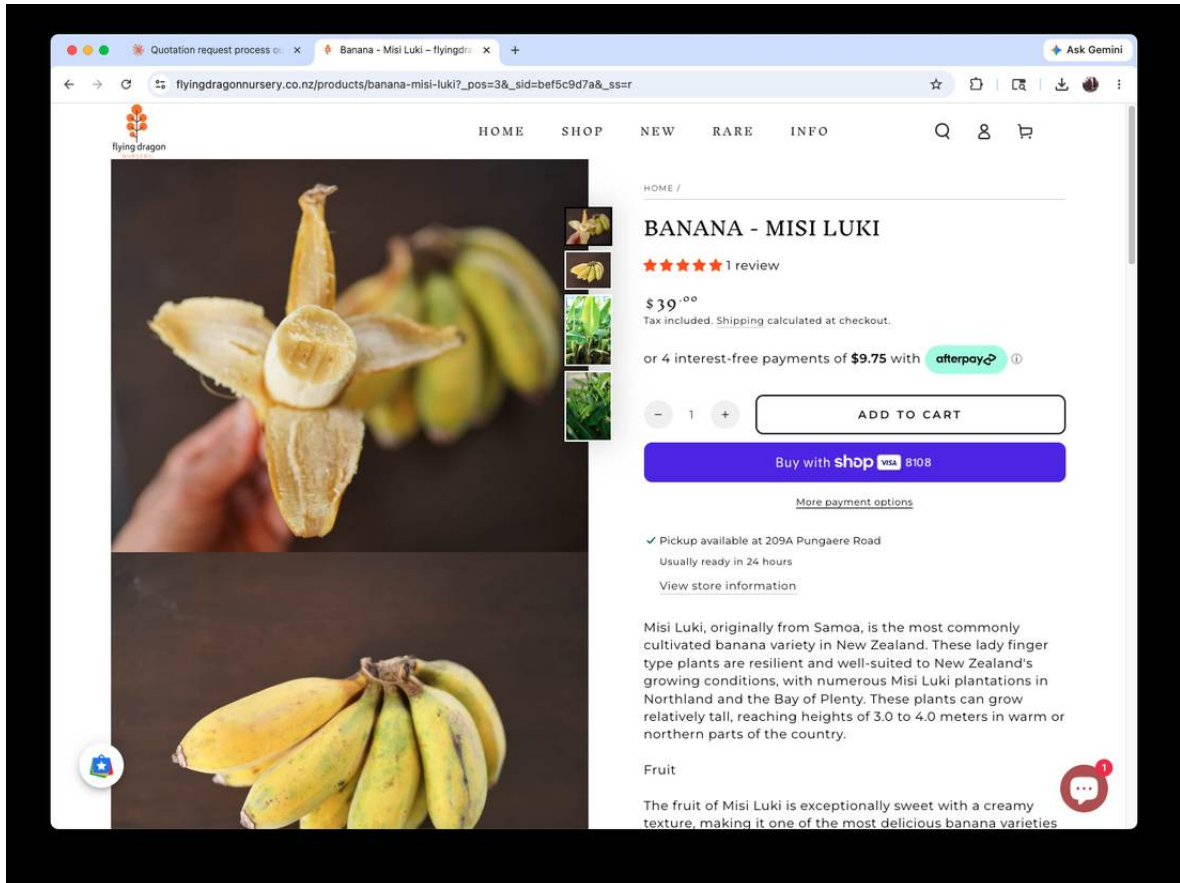 Quotation request process ou
Banana - Misi Luki – flyingdra
Ask Gemini
flyingdragonnursery.co.nz/products/banana-misi-luki?_pos=3&_sid=bef5c9d7a&_ss=r
flying dragon
NURSERY
HOME SHOP NEW RARE INFO
HOME /
BANANA - MISI LUKI
1 review
$39.00
Tax included. Shipping calculated at checkout.
or 4 interest-free payments of $9.75 with afterpay
- 1 + ADD TO CART
Buy with shop VISA 8108
More payment options
Pickup available at 209A Pungaere Road
Usually ready in 24 hours
View store information
Misi Luki, originally from Samoa, is the most commonly
cultivated banana variety in New Zealand. These lady finger
type plants are resilient and well-suited to New Zealand's
growing conditions, with numerous Misi Luki plantations in
Northland and the Bay of Plenty. These plants can grow
relatively tall, reaching heights of 3.0 to 4.0 meters in warm or
northern parts of the country.
Fruit
1
The fruit of Misi Luki is exceptionally sweet with a creamy
texture, making it one of the most delicious banana varieties